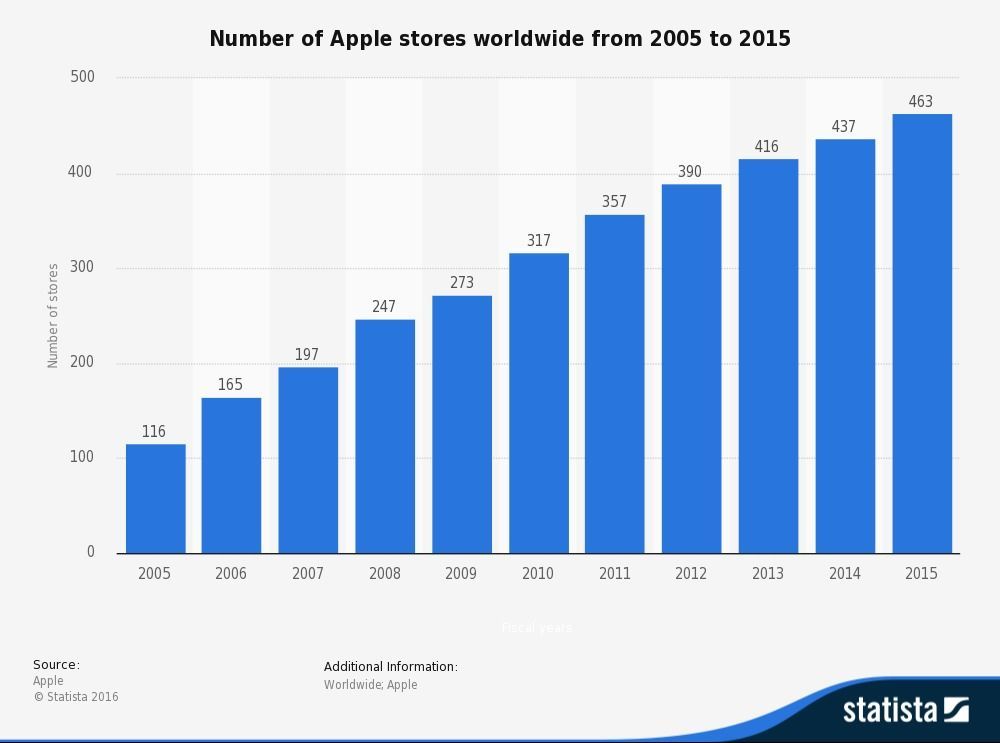 Number of Apple stores worldwide from 2005 to 2015
500
400
300
200
100
0
Number of stores
116
165
197
247
273
317
357
390
416
437
463
2005 2006 2007 2008 2009 2010 2011 2012 2013 2014 2015
Fiscal years
Source:
Apple
© Statista 2016
Additional Information:
Worldwide; Apple
statista